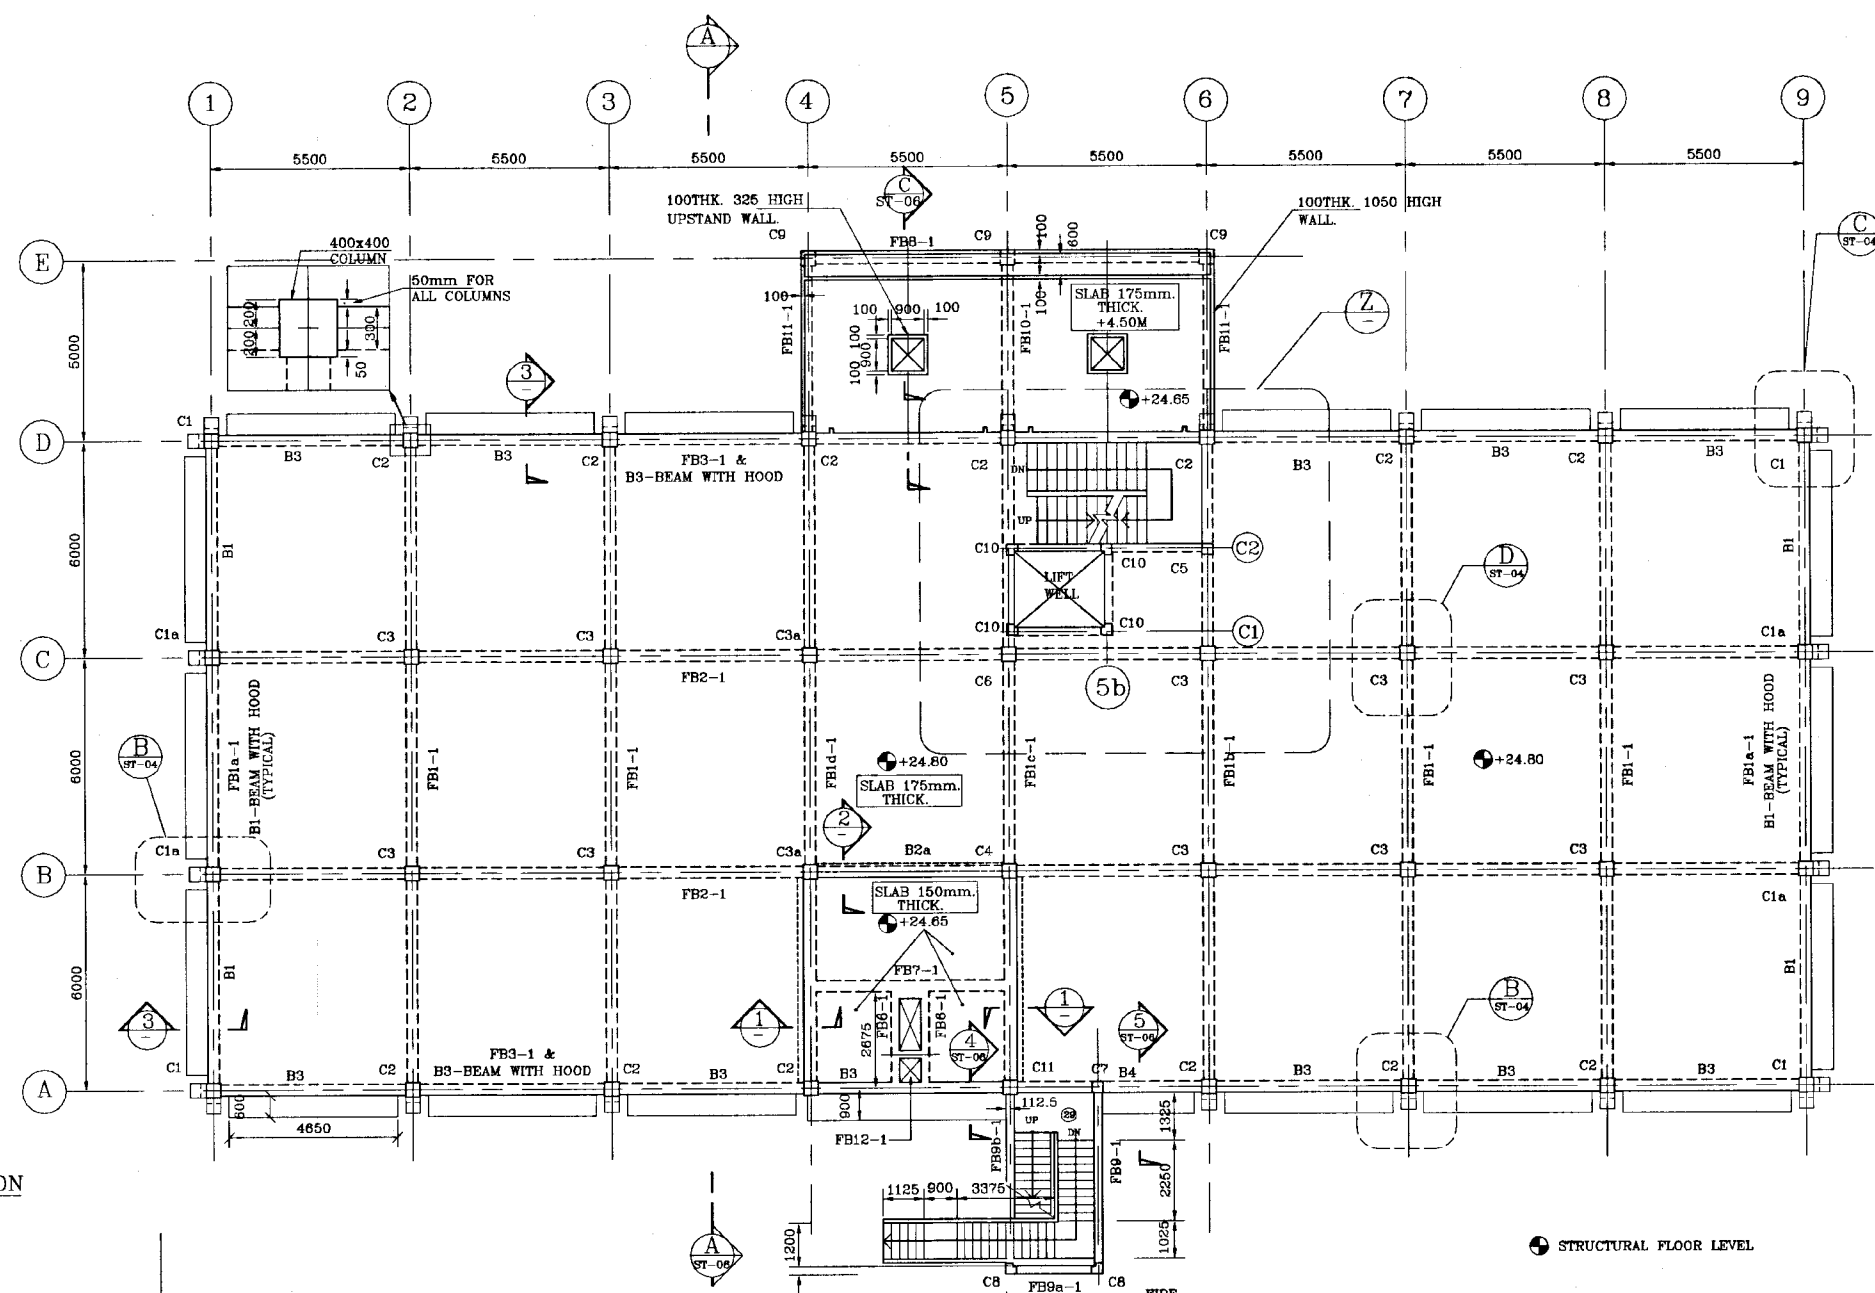 A
1
2
3
4
5
6
7
8
9
5500
5500
5500
5500
5500
5500
5500
5500
C
ST-06
100THK. 325 HIGH
UPSTAND WALL.
100THK. 1050 HIGH
WALL.
C
ST-04
C9
FB8-1
C9
100
600
C9
E
400x400
COLUMN
50mm FOR
ALL COLUMNS
200
200
300
50
100
FB11-1
100
900
100
100
900
100
FB10-1
100
SLAB 175mm.
THICK.
+4.50M
FB11-1
Z
-
5000
3
-
+24.65
C1
D
B3
C2
B3
C2
FB3-1 &
B3-BEAM WITH HOOD
C2
C2
DN
C2
B3
C2
B3
C2
B3
C1
UP
6000
B1
C10
C10
C5
C2
D
ST-04
B1
LIFT
WELL
C1a
C3
C3
C3a
C10
C10
C1
C1a
C
FB2-1
C6
5b
C3
C3
C3
6000
B
ST-04
FB1a-1
B1-BEAM WITH HOOD
(TYPICAL)
FB1-1
FB1-1
FB1d-1
+24.80
SLAB 175mm.
THICK.
FB1c-1
FB1b-1
FB1-1
+24.80
FB1-1
FB1a-1
B1-BEAM WITH HOOD
(TYPICAL)
2
-
C1a
C3
C3
C3a
B2a
C4
C3
C3
C3
B
FB2-1
SLAB 150mm.
THICK.
+24.65
C1a
6000
B1
FB7-1
B1
3
-
1
-
2675
FB6-1
FB6-1
4
ST-06
1
-
5
ST-06
B
ST-04
C1
B3
C2
FB3-1 &
B3-BEAM WITH HOOD
C2
B3
C2
B3
C11
C7
B4
C2
B3
C2
B3
C2
B3
C1
A
600
4650
900
FB12-1
112.5
UP
29
DN
FB9b-1
FB9-1
1325
2250
1025
1125
900
3375
1200
A
ST-06
C8
FB9a-1
C8
ON
STRUCTURAL FLOOR LEVEL